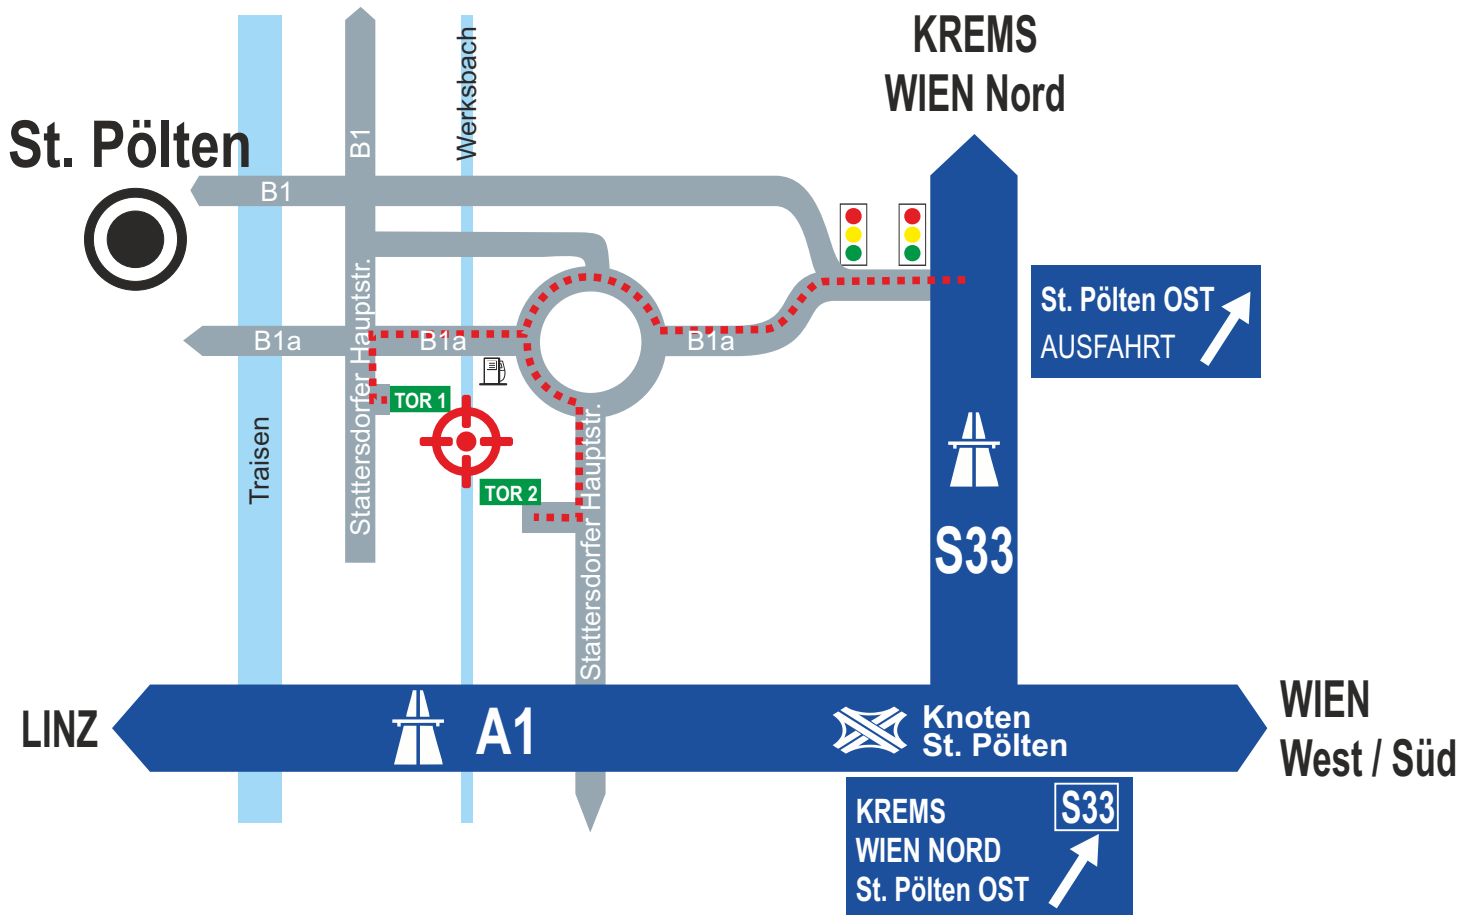 KREMS
WIEN Nord
St. Pölten
B1
Werksbach
B1
B1a
B1a
B1a
Stattersdorfer Hauptstr.
TOR 1
TOR 2
Stattersdorfer Hauptstr.
Traisen
St. Pölten OST
AUSFAHRT
S33
LINZ
A1
Knoten
St. Pölten
WIEN
West / Süd
KREMS S33
WIEN NORD
St. Pölten OST